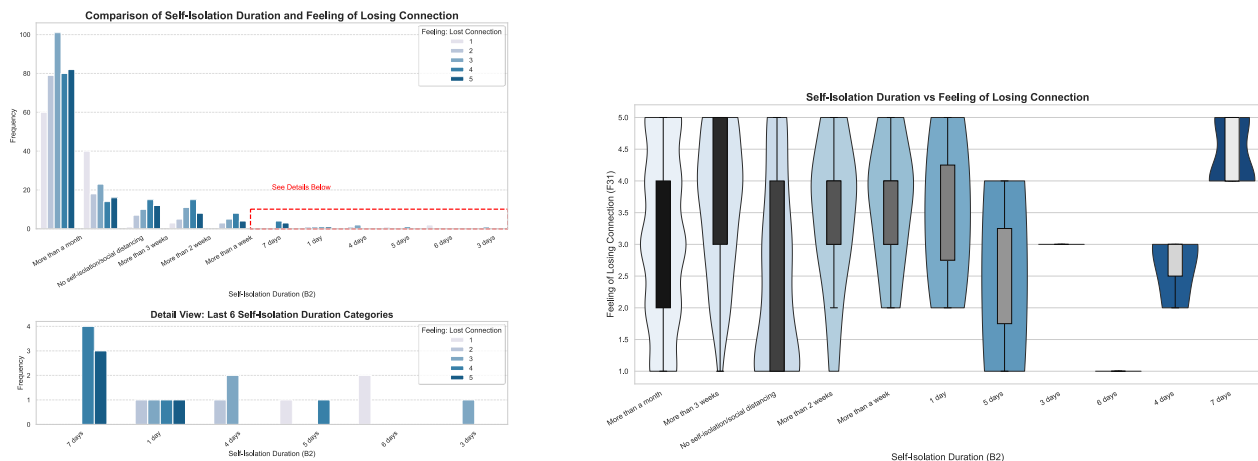 Comparison of Self-Isolation Duration and Feeling of Losing Connection
Feeling: Lost Connection
1
2
3
4
5
100
80
60
40
20
0
Frequency
See Details Below
More than a month
No self-isolation/social distancing
More than 3 weeks
More than 2 weeks
More than a week
7 days
1 day
4 days
5 days
6 days
3 days
Self-Isolation Duration (B2)
Detail View: Last 6 Self-Isolation Duration Categories
Feeling: Lost Connection
1
2
3
4
5
4
3
2
1
0
Frequency
7 days
1 day
4 days
5 days
6 days
3 days
Self-Isolation Duration (B2)
Self-Isolation Duration vs Feeling of Losing Connection
5.0
4.5
4.0
3.5
3.0
2.5
2.0
1.5
1.0
Feeling of Losing Connection (F31)
More than a month
More than 3 weeks
No self-isolation/social distancing
More than 2 weeks
More than a week
1 day
5 days
3 days
6 days
4 days
7 days
Self-Isolation Duration (B2)